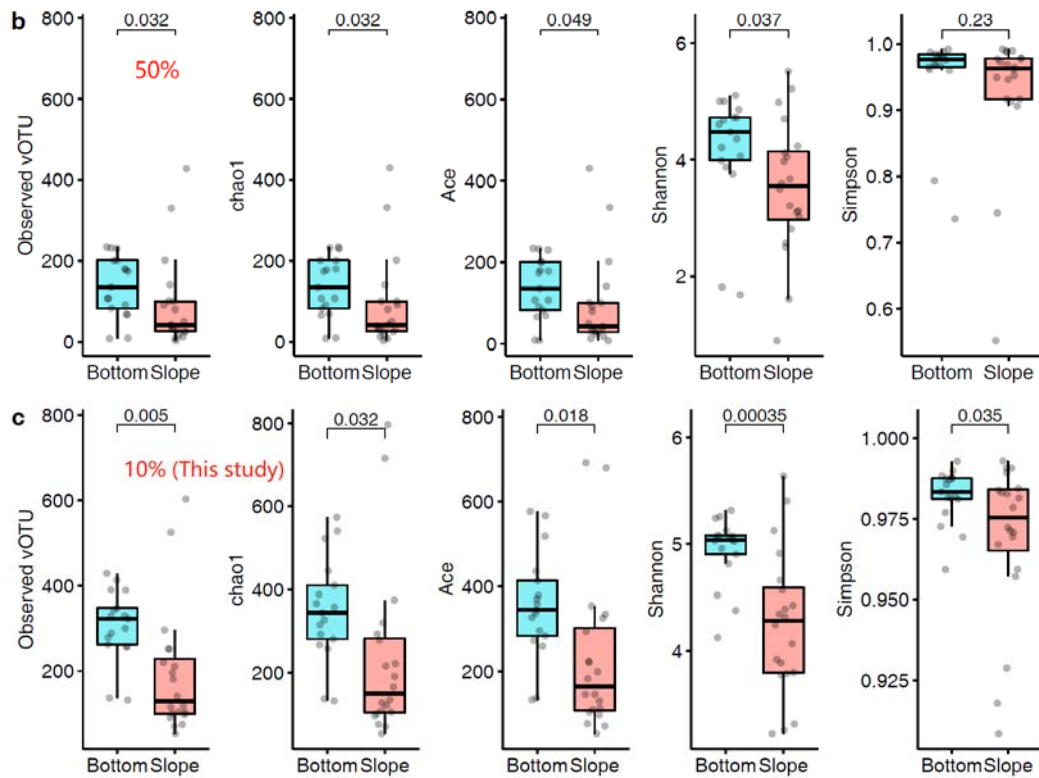 b
0.032
0.032
0.049
0.037
0.23
50%
Observed vOTU
800
600
400
200
0
Bottom Slope
chao1
800
600
400
200
0
Bottom Slope
Ace
800
600
400
200
0
Bottom Slope
Shannon
6
4
2
Bottom Slope
Simpson
1.0
0.9
0.8
0.7
0.6
Bottom Slope
c
0.005
0.032
0.018
0.00035
0.035
10% (This study)
Observed vOTU
800
600
400
200
Bottom Slope
chao1
800
600
400
200
Bottom Slope
Ace
800
600
400
200
Bottom Slope
Shannon
6
5
4
Bottom Slope
Simpson
1.000
0.975
0.950
0.925
Bottom Slope